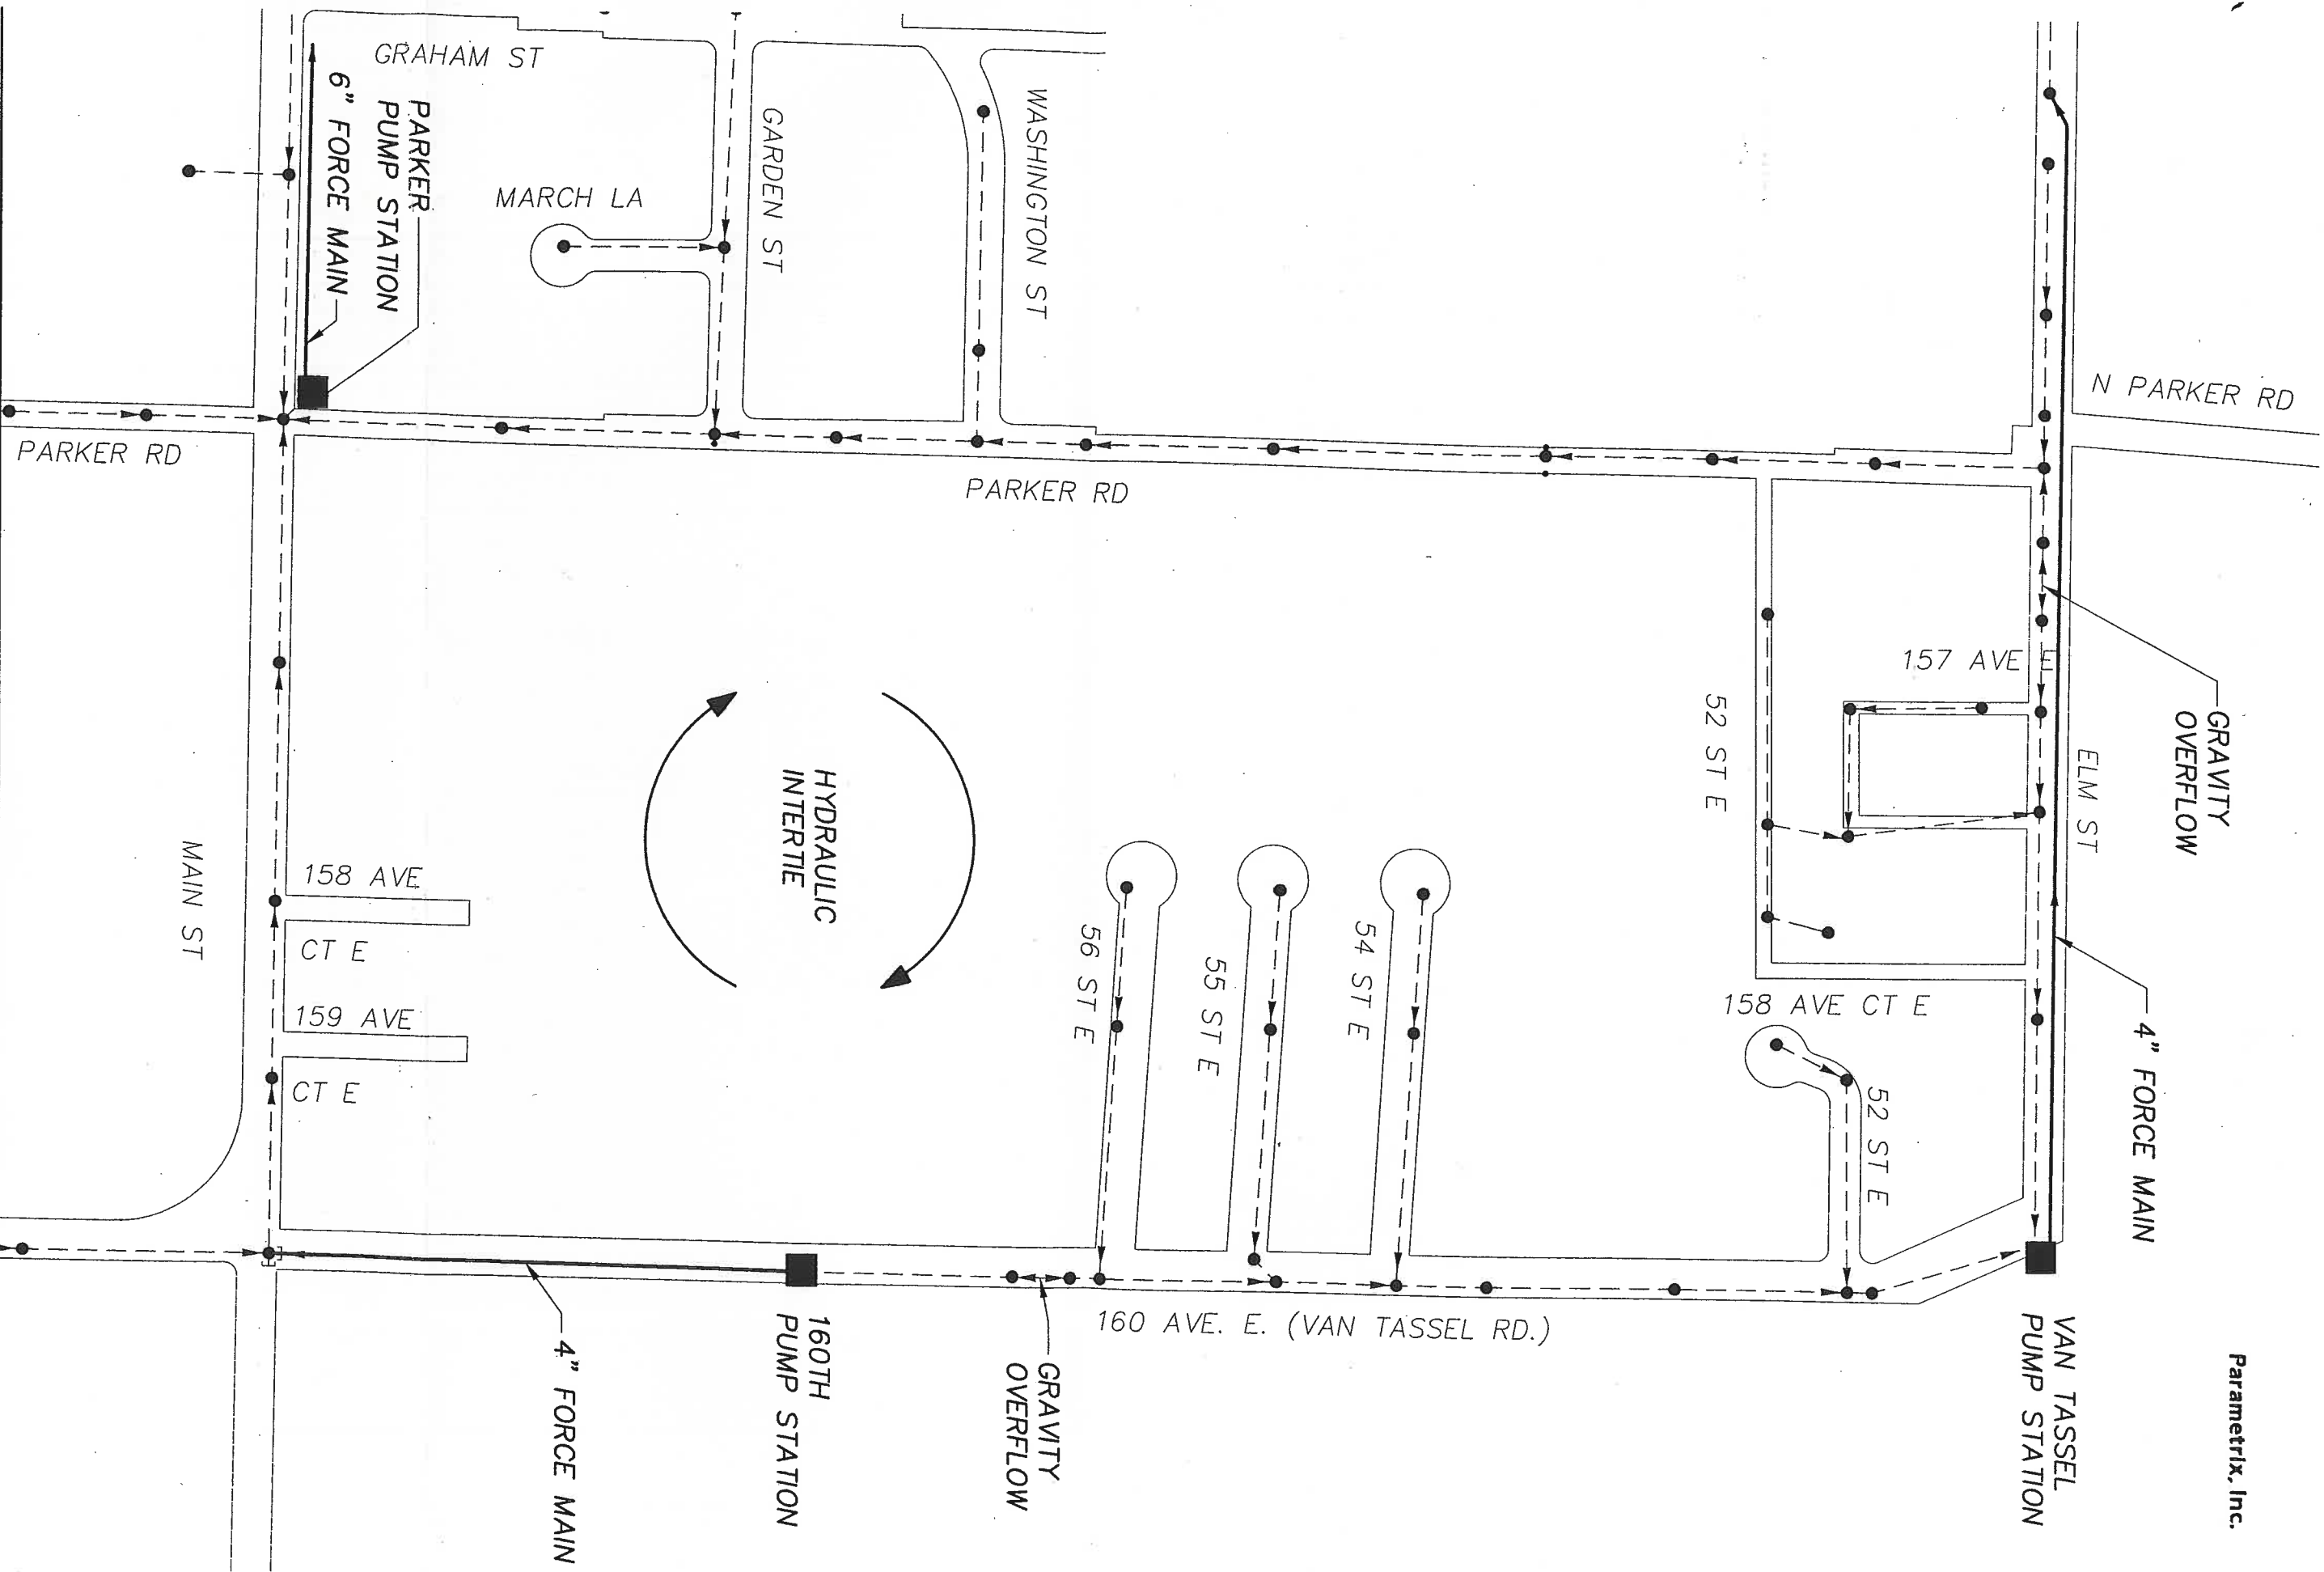 GRAHAM ST
PARKER
PUMP STATION
6" FORCE MAIN
MARCH LA
GARDEN ST
WASHINGTON ST
N PARKER RD
PARKER RD
PARKER RD
157 AVE E
GRAVITY
OVERFLOW
ELM ST
52 ST E
HYDRAULIC
INTERTIE
MAIN ST
158 AVE
CT E
159 AVE
CT E
56 ST E
55 ST E
54 ST E
158 AVE CT E
52 ST E
4" FORCE MAIN
160 AVE. E. (VAN TASSEL RD.)
4" FORCE MAIN
160TH
PUMP STATION
GRAVITY
OVERFLOW
VAN TASSEL
PUMP STATION
Parametrix, Inc.